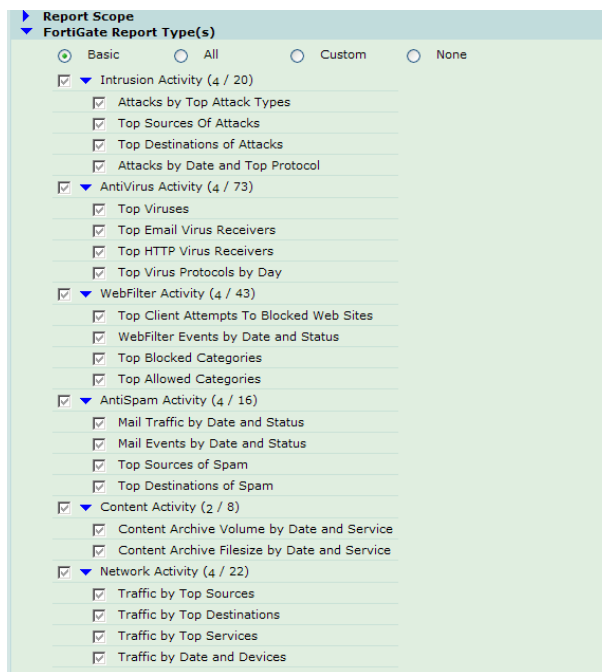 Report Scope
FortiGate Report Type(s)
Basic All Custom None
Intrusion Activity (4 / 20)
Attacks by Top Attack Types
Top Sources Of Attacks
Top Destinations of Attacks
Attacks by Date and Top Protocol
AntiVirus Activity (4 / 73)
Top Viruses
Top Email Virus Receivers
Top HTTP Virus Receivers
Top Virus Protocols by Day
WebFilter Activity (4 / 43)
Top Client Attempts To Blocked Web Sites
WebFilter Events by Date and Status
Top Blocked Categories
Top Allowed Categories
AntiSpam Activity (4 / 16)
Mail Traffic by Date and Status
Mail Events by Date and Status
Top Sources of Spam
Top Destinations of Spam
Content Activity (2 / 8)
Content Archive Volume by Date and Service
Content Archive Filesize by Date and Service
Network Activity (4 / 22)
Traffic by Top Sources
Traffic by Top Destinations
Traffic by Top Services
Traffic by Date and Devices